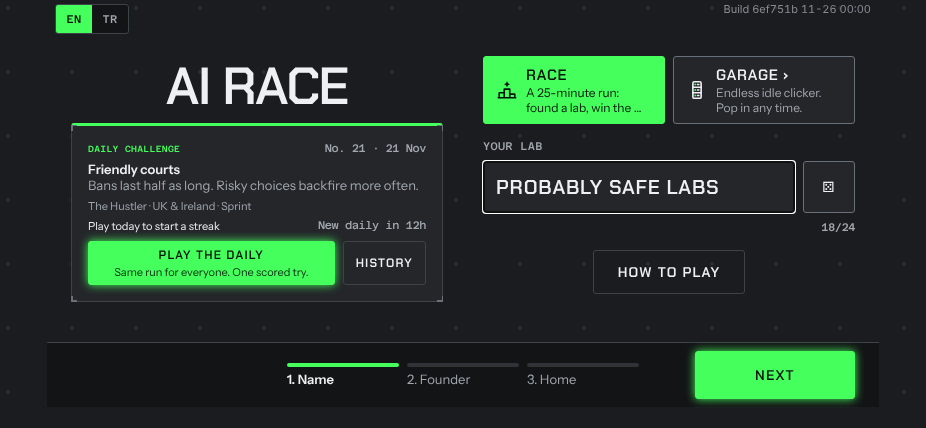 EN TR
Build 6ef751b 11-26 00:00
AI RACE
DAILY CHALLENGE
No. 21 · 21 Nov
Friendly courts
Bans last half as long. Risky choices backfire more often.
The Hustler · UK & Ireland · Sprint
Play today to start a streak
New daily in 12h
PLAY THE DAILY
Same run for everyone. One scored try.
HISTORY
RACE
A 25-minute run:
found a lab, win the ...
GARAGE ›
Endless idle clicker.
Pop in any time.
YOUR LAB
PROBABLY SAFE LABS
18/24
HOW TO PLAY
1. Name
2. Founder
3. Home
NEXT